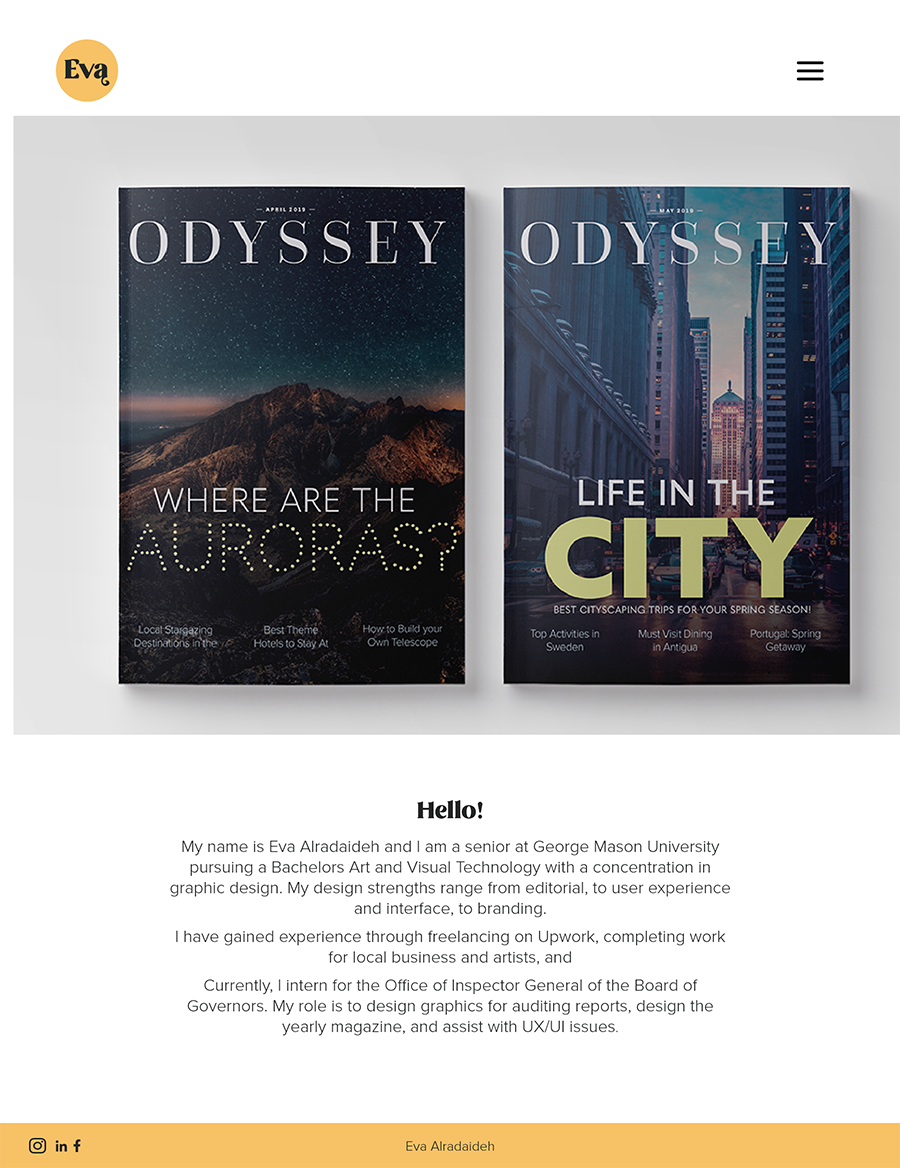 Eva
— APRIL 2019 —
ODYSSEY
WHERE ARE THE
AURORAS?
Local Stargazing
Destinations in the
Best Theme
Hotels to Stay At
How to Build your
Own Telescope
— MAY 2019 —
ODYSSEY
LIFE IN THE
CITY
BEST CITYSCAPING TRIPS FOR YOUR SPRING SEASON!
Top Activities in
Sweden
Must Visit Dining
in Antigua
Portugal: Spring
Getaway
Hello!
My name is Eva Alradaideh and I am a senior at George Mason University
pursuing a Bachelors Art and Visual Technology with a concentration in
graphic design. My design strengths range from editorial, to user experience
and interface, to branding.
I have gained experience through freelancing on Upwork, completing work
for local business and artists, and
Currently, I intern for the Office of Inspector General of the Board of
Governors. My role is to design graphics for auditing reports, design the
yearly magazine, and assist with UX/UI issues.
in f
Eva Alradaideh